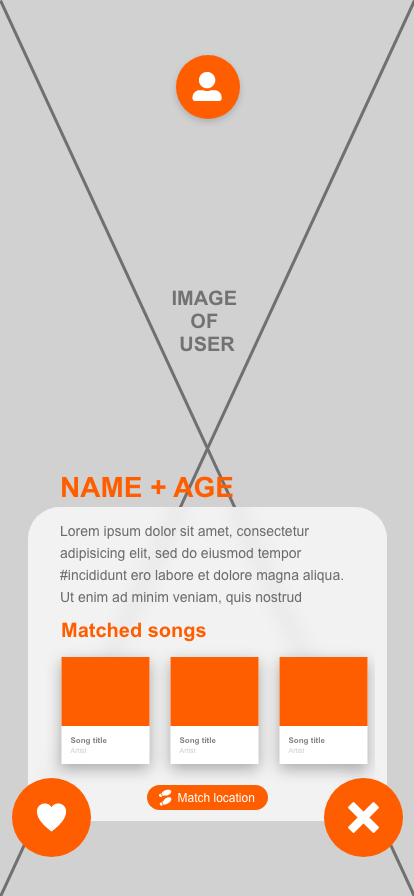 IMAGE
OF
USER
NAME + AGE
Lorem ipsum dolor sit amet, consectetur
adipisicing elit, sed do eiusmod tempor
#incididunt ero labore et dolore magna aliqua.
Ut enim ad minim veniam, quis nostrud
Matched songs
Song title
Artist
Song title
Artist
Song title
Artist
Match location